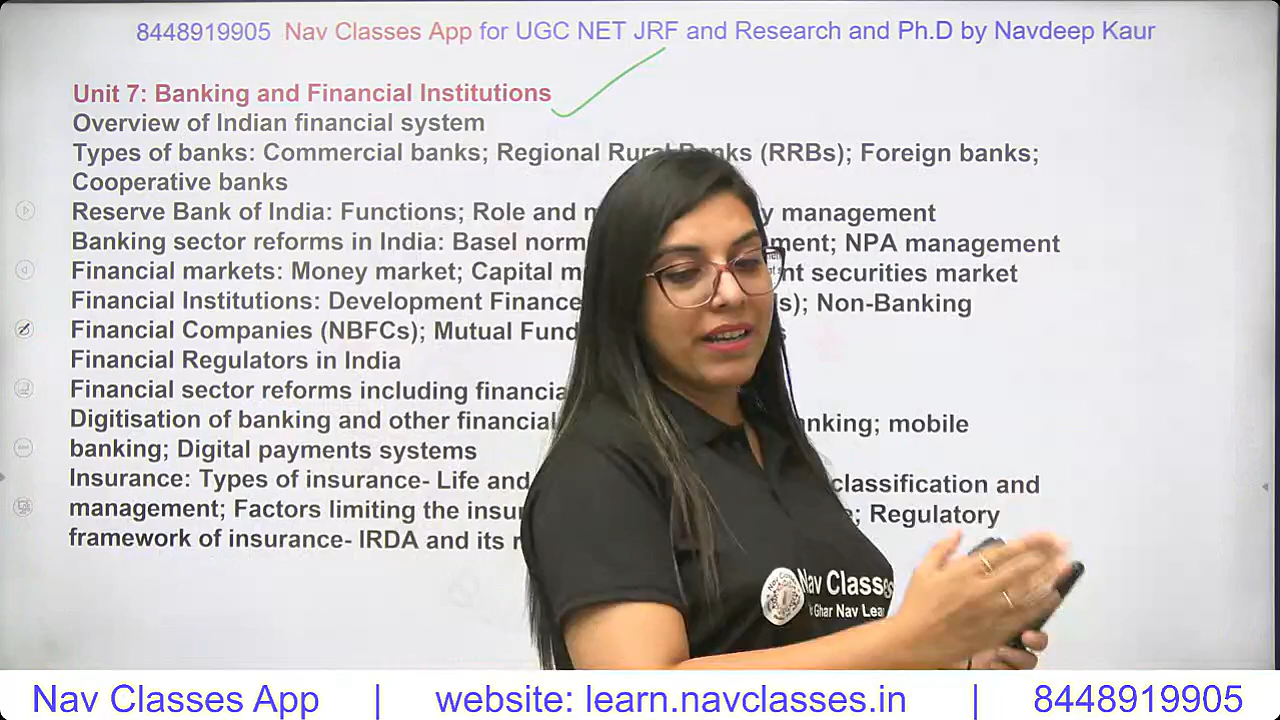 8448919905 Nav Classes App for UGC NET JRF and Research and Ph.D by Navdeep Kaur
Unit 7: Banking and Financial Institutions
Overview of Indian financial system
Types of banks: Commercial banks; Regional Rural Banks (RRBs); Foreign banks;
Cooperative banks
Reserve Bank of India: Functions; Role and management
Banking sector reforms in India: Basel NPA management
Financial markets: Money market; Capital securities market
Financial Institutions: Development Finance Non-Banking
Financial Companies (NBFCs); Mutual
Financial Regulators in India
Financial sector reforms including
Digitisation of banking and other financial mobile
banking; Digital payments systems
Insurance: Types of insurance- Life and classification and
management; Factors limiting the Regulatory
framework of insurance- IRDA and its
Nav Classes
Ghar Nav
Nav Classes App | website: learn.navclasses.in | 8448919905